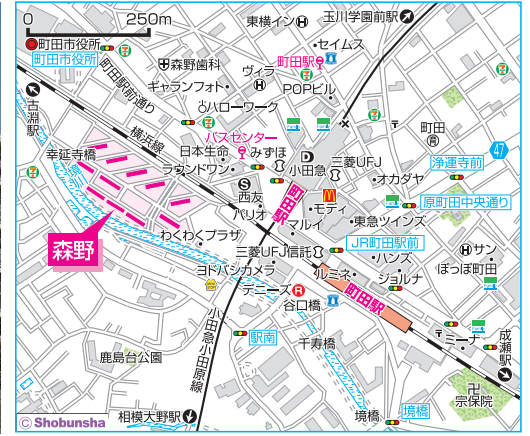 0 250m
東横イン
玉川学園前駅
町田市役所
町田市役所
セイムス
森野歯科
町田駅
ヴィラ
町田駅前通り
ギャランフォト
POPビル
古淵駅
ハローワーク
横浜線
バスセンター
町田
幸延寺橋
日本生命
みずほ
三菱UFJ
47
ラウンドワン
小田急
浄運寺前
オカダヤ
西友
町田駅
原町田中央通り
パリオ
モディ
東急ツインズ
わくわくプラザ
マルイ
森野
JR町田駅前
三菱UFJ信託
ハンズ
サン
ヨドバシカメラ
ルミネ
ぽっぽ町田
デニーズ
ジョルナ
町田駅
谷口橋
小田急小田原線
駅南
千寿橋
ミーナ
成瀬駅
鹿島台公園
宗保院
相模大野駅
境橋
境橋
© Shobunsha